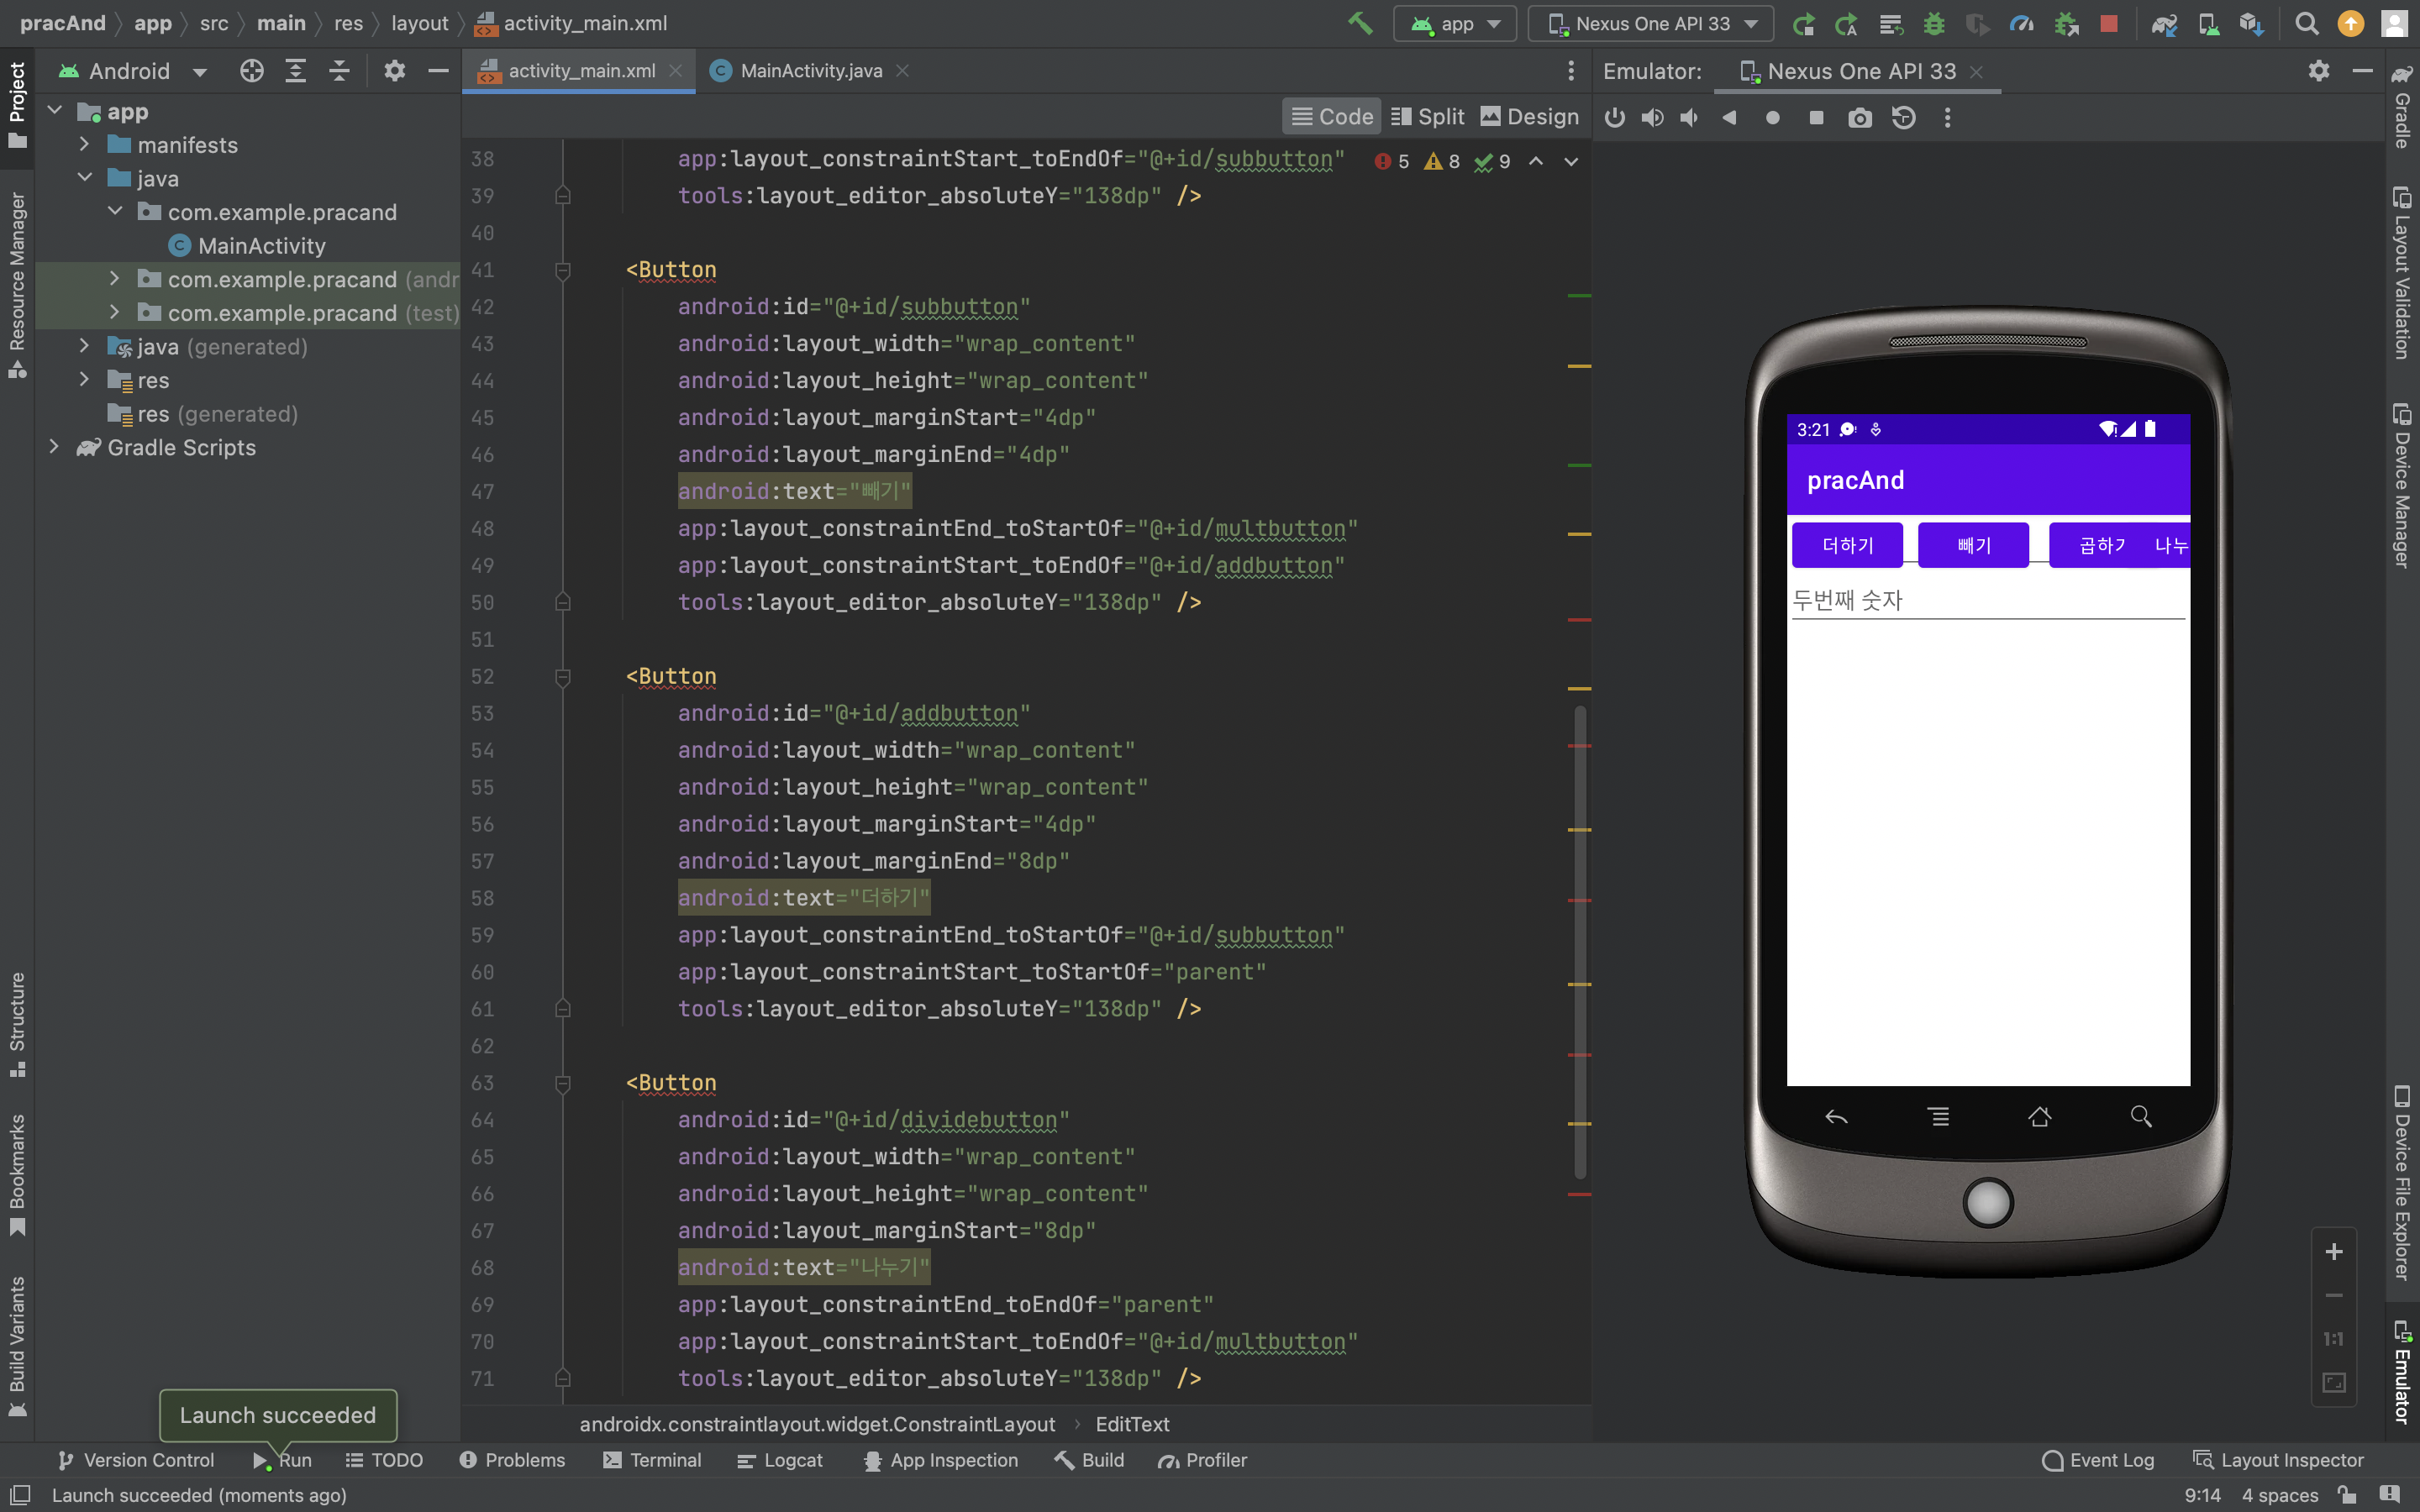 pracAnd app src main res layout activity_main.xml
app Nexus One API 33
Android
activity_main.xml MainActivity.java
Emulator: Nexus One API 33
Code Split Design
Project
Resource Manager
Structure
Bookmarks
Build Variants
app
manifests
java
com.example.pracand
MainActivity
com.example.pracand (andr
com.example.pracand (test)
java (generated)
res
res (generated)
Gradle Scripts
5 8 9
38 app:layout_constraintStart_toEndOf="@+id/subbutton"
39 tools:layout_editor_absoluteY="138dp" />
40
41 <Button
42 android:id="@+id/subbutton"
43 android:layout_width="wrap_content"
44 android:layout_height="wrap_content"
45 android:layout_marginStart="4dp"
46 android:layout_marginEnd="4dp"
47 android:text="빼기"
48 app:layout_constraintEnd_toStartOf="@+id/multbutton"
49 app:layout_constraintStart_toEndOf="@+id/addbutton"
50 tools:layout_editor_absoluteY="138dp" />
51
52 <Button
53 android:id="@+id/addbutton"
54 android:layout_width="wrap_content"
55 android:layout_height="wrap_content"
56 android:layout_marginStart="4dp"
57 android:layout_marginEnd="8dp"
58 android:text="더하기"
59 app:layout_constraintEnd_toStartOf="@+id/subbutton"
60 app:layout_constraintStart_toStartOf="parent"
61 tools:layout_editor_absoluteY="138dp" />
62
63 <Button
64 android:id="@+id/dividebutton"
65 android:layout_width="wrap_content"
66 android:layout_height="wrap_content"
67 android:layout_marginStart="8dp"
68 android:text="나누기"
69 app:layout_constraintEnd_toEndOf="parent"
70 app:layout_constraintStart_toEndOf="@+id/multbutton"
71 tools:layout_editor_absoluteY="138dp" />
androidx.constraintlayout.widget.ConstraintLayout EditText
3:21
pracAnd
더하기 빼기 곱하기 나누
두번째 숫자
1:1
Gradle
Layout Validation
Device Manager
Device File Explorer
Emulator
Launch succeeded
Version Control Run TODO Problems Terminal Logcat App Inspection Build Profiler Event Log Layout Inspector
Launch succeeded (moments ago) 9:14 4 spaces